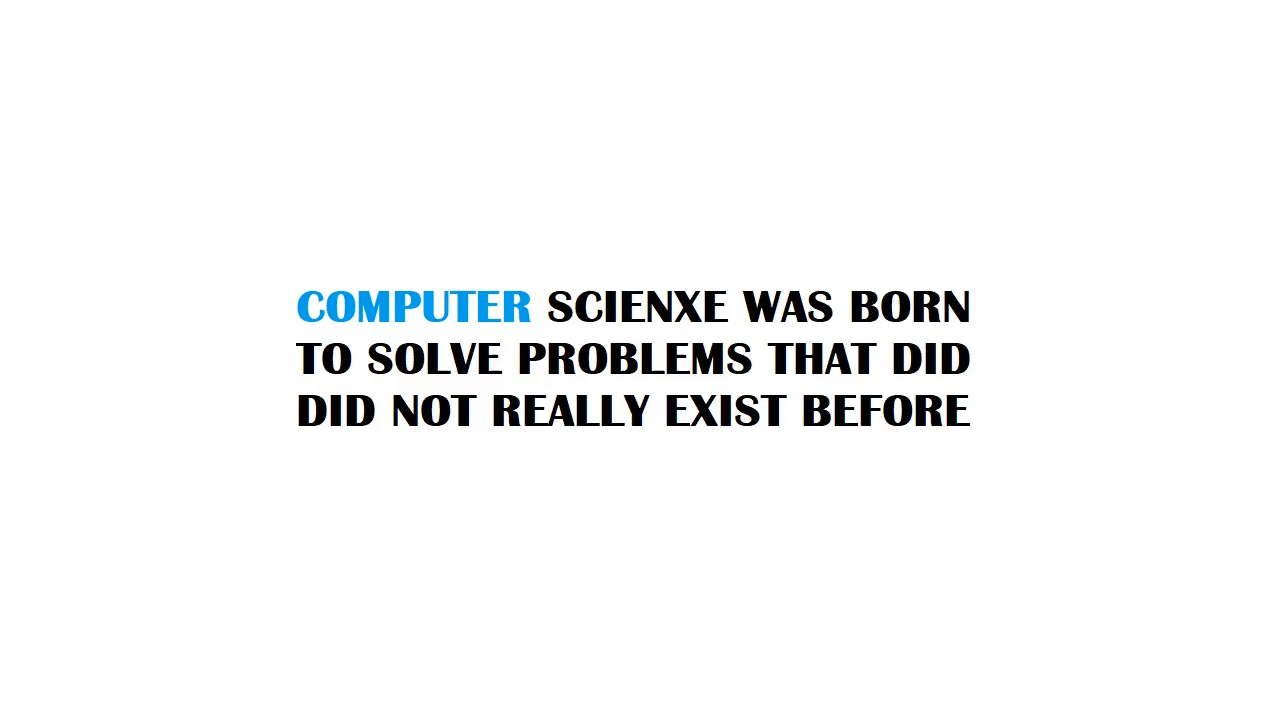 COMPUTER SCIENXE WAS BORN
TO SOLVE PROBLEMS THAT DID
DID NOT REALLY EXIST BEFORE